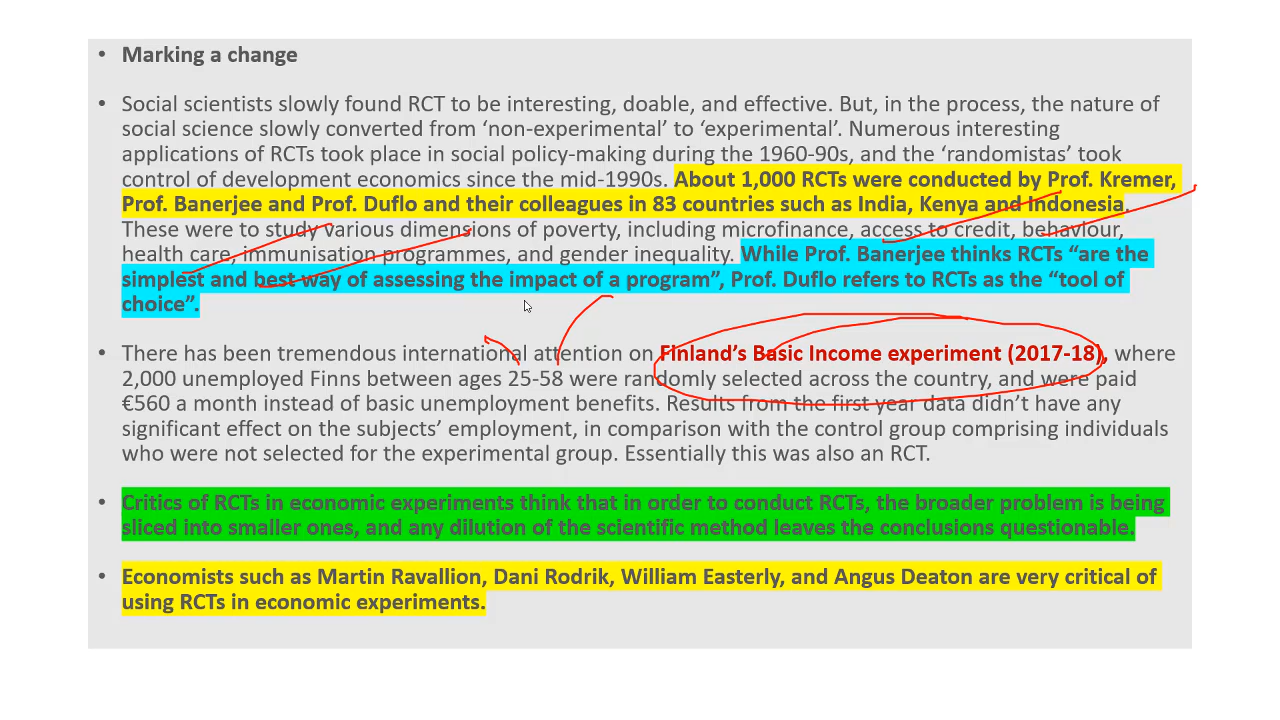 • Marking a change
• Social scientists slowly found RCT to be interesting, doable, and effective. But, in the process, the nature of
social science slowly converted from ‘non-experimental’ to ‘experimental’. Numerous interesting
applications of RCTs took place in social policy-making during the 1960-90s, and the ‘randomistas’ took
control of development economics since the mid-1990s. About 1,000 RCTs were conducted by Prof. Kremer,
Prof. Banerjee and Prof. Duflo and their colleagues in 83 countries such as India, Kenya and Indonesia.
These were to study various dimensions of poverty, including microfinance, access to credit, behaviour,
health care, immunisation programmes, and gender inequality. While Prof. Banerjee thinks RCTs “are the
simplest and best way of assessing the impact of a program”, Prof. Duflo refers to RCTs as the “tool of
choice”.
• There has been tremendous international attention on Finland’s Basic Income experiment (2017-18), where
2,000 unemployed Finns between ages 25-58 were randomly selected across the country, and were paid
€560 a month instead of basic unemployment benefits. Results from the first year data didn’t have any
significant effect on the subjects’ employment, in comparison with the control group comprising individuals
who were not selected for the experimental group. Essentially this was also an RCT.
• Critics of RCTs in economic experiments think that in order to conduct RCTs, the broader problem is being
sliced into smaller ones, and any dilution of the scientific method leaves the conclusions questionable.
• Economists such as Martin Ravallion, Dani Rodrik, William Easterly, and Angus Deaton are very critical of
using RCTs in economic experiments.